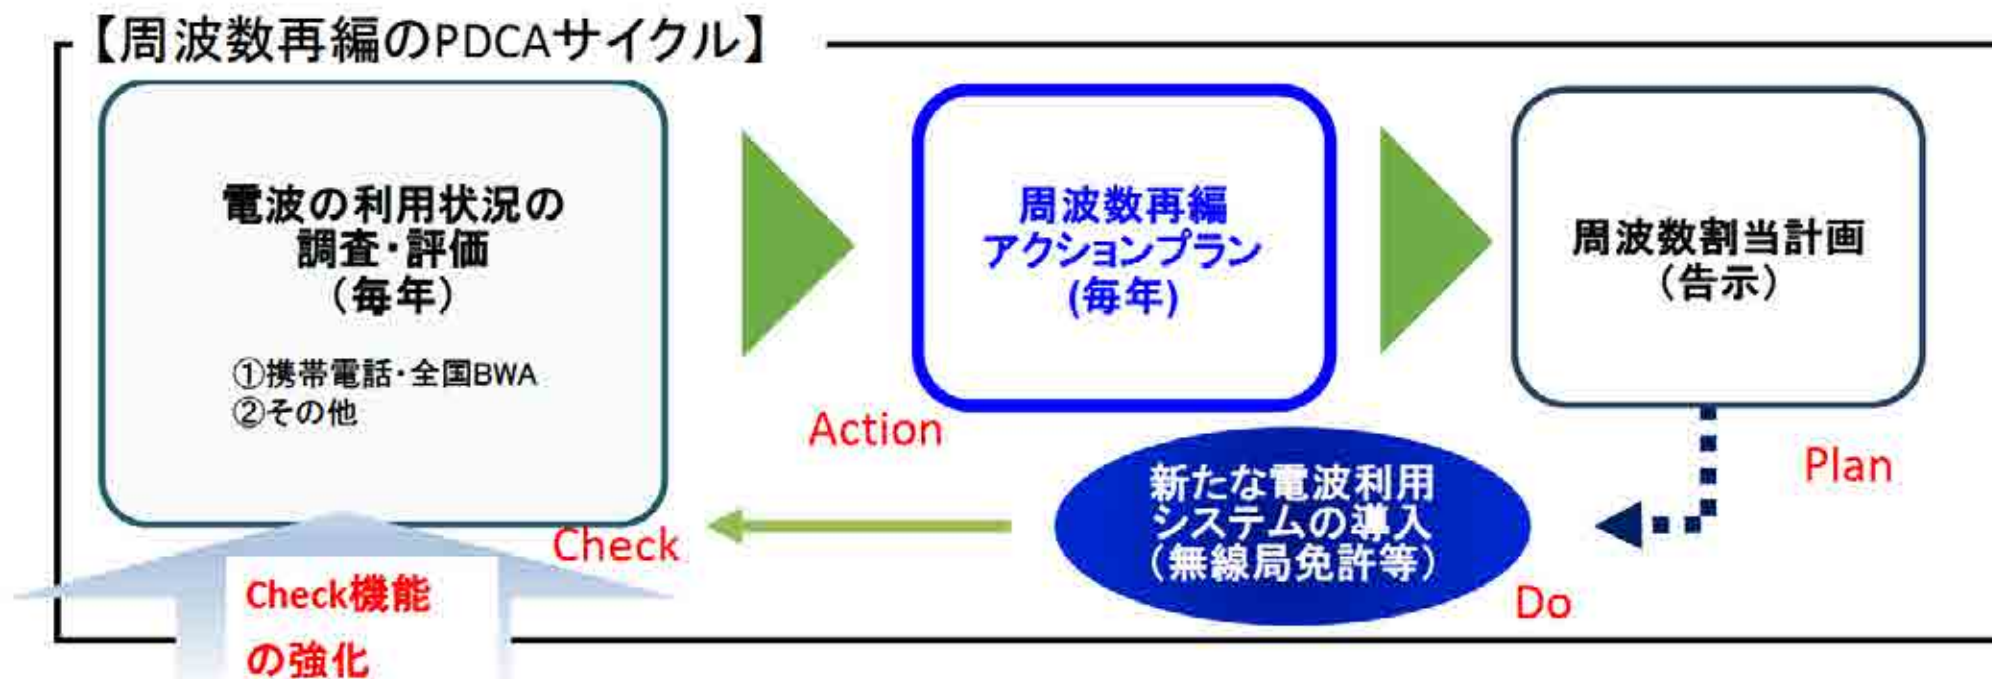 【周波数再編のPDCAサイクル】
電波の利用状況の
調査・評価
（毎年）
①携帯電話・全国BWA
②その他
Check
周波数再編
アクションプラン
(毎年)
Action
周波数割当計画
（告示）
Plan
新たな電波利用
システムの導入
（無線局免許等）
Do
Check機能
の強化